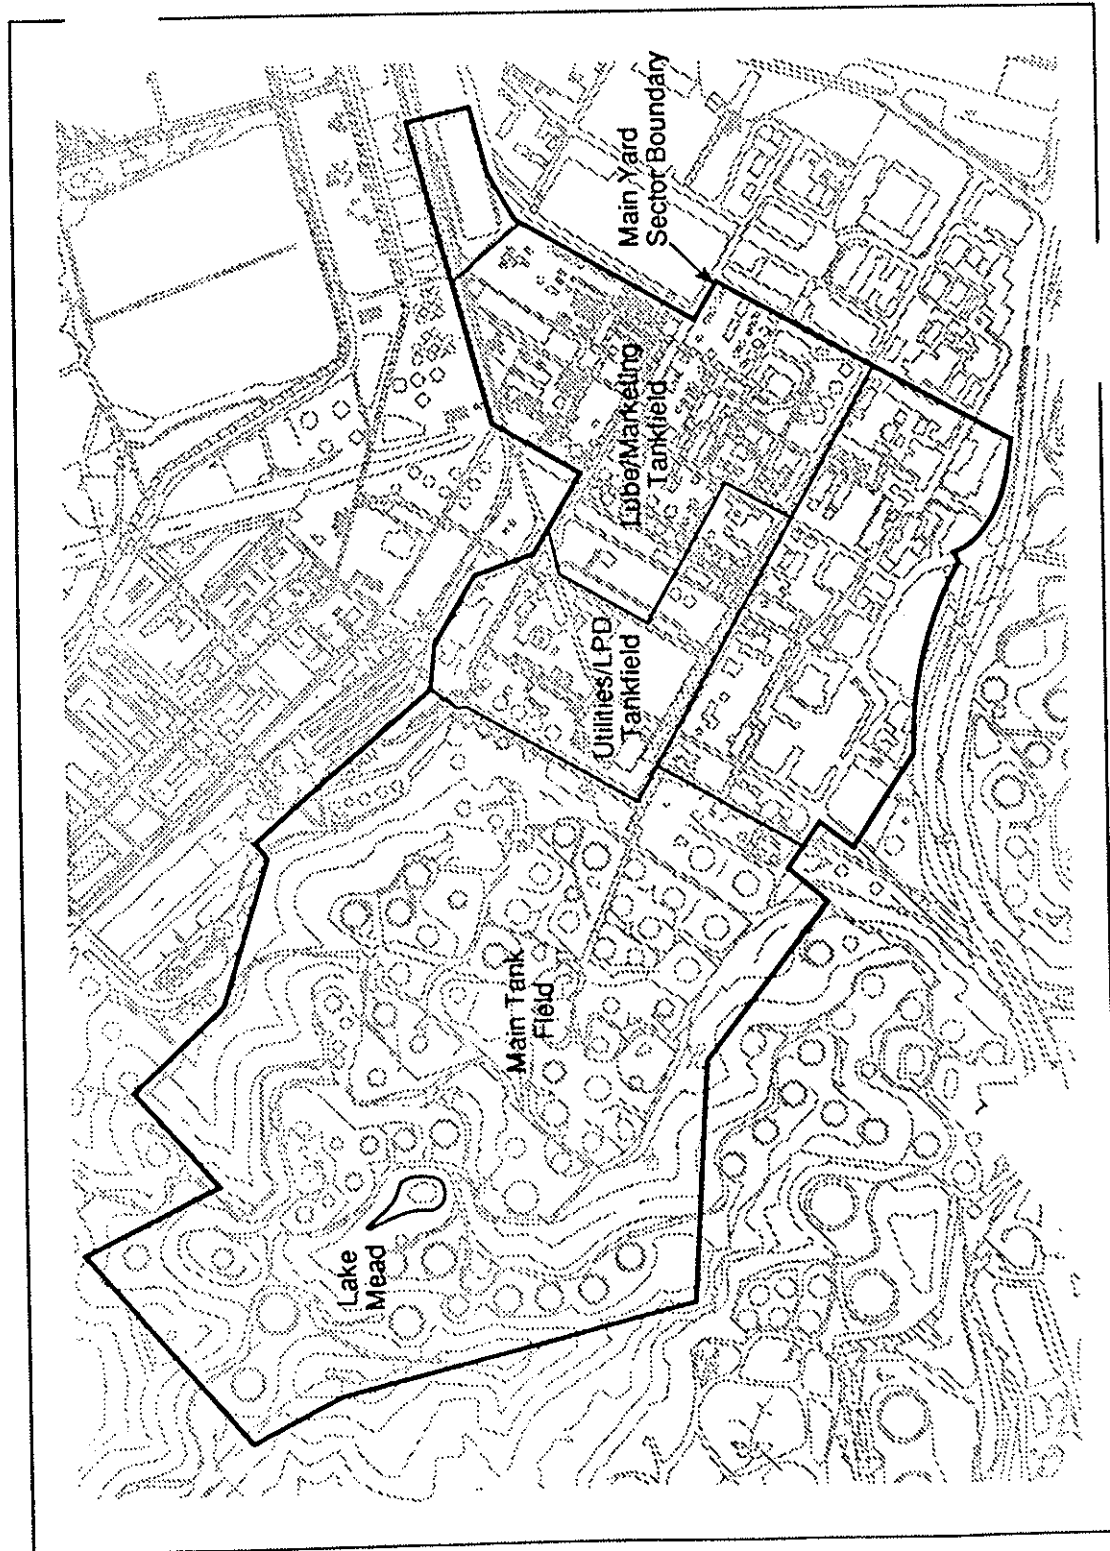 Main Yard
Sector Boundary
Lube/Marketing
Tankfield
Utilities/LPD
Tankfield
Main Tank
Field
Lake
Mead